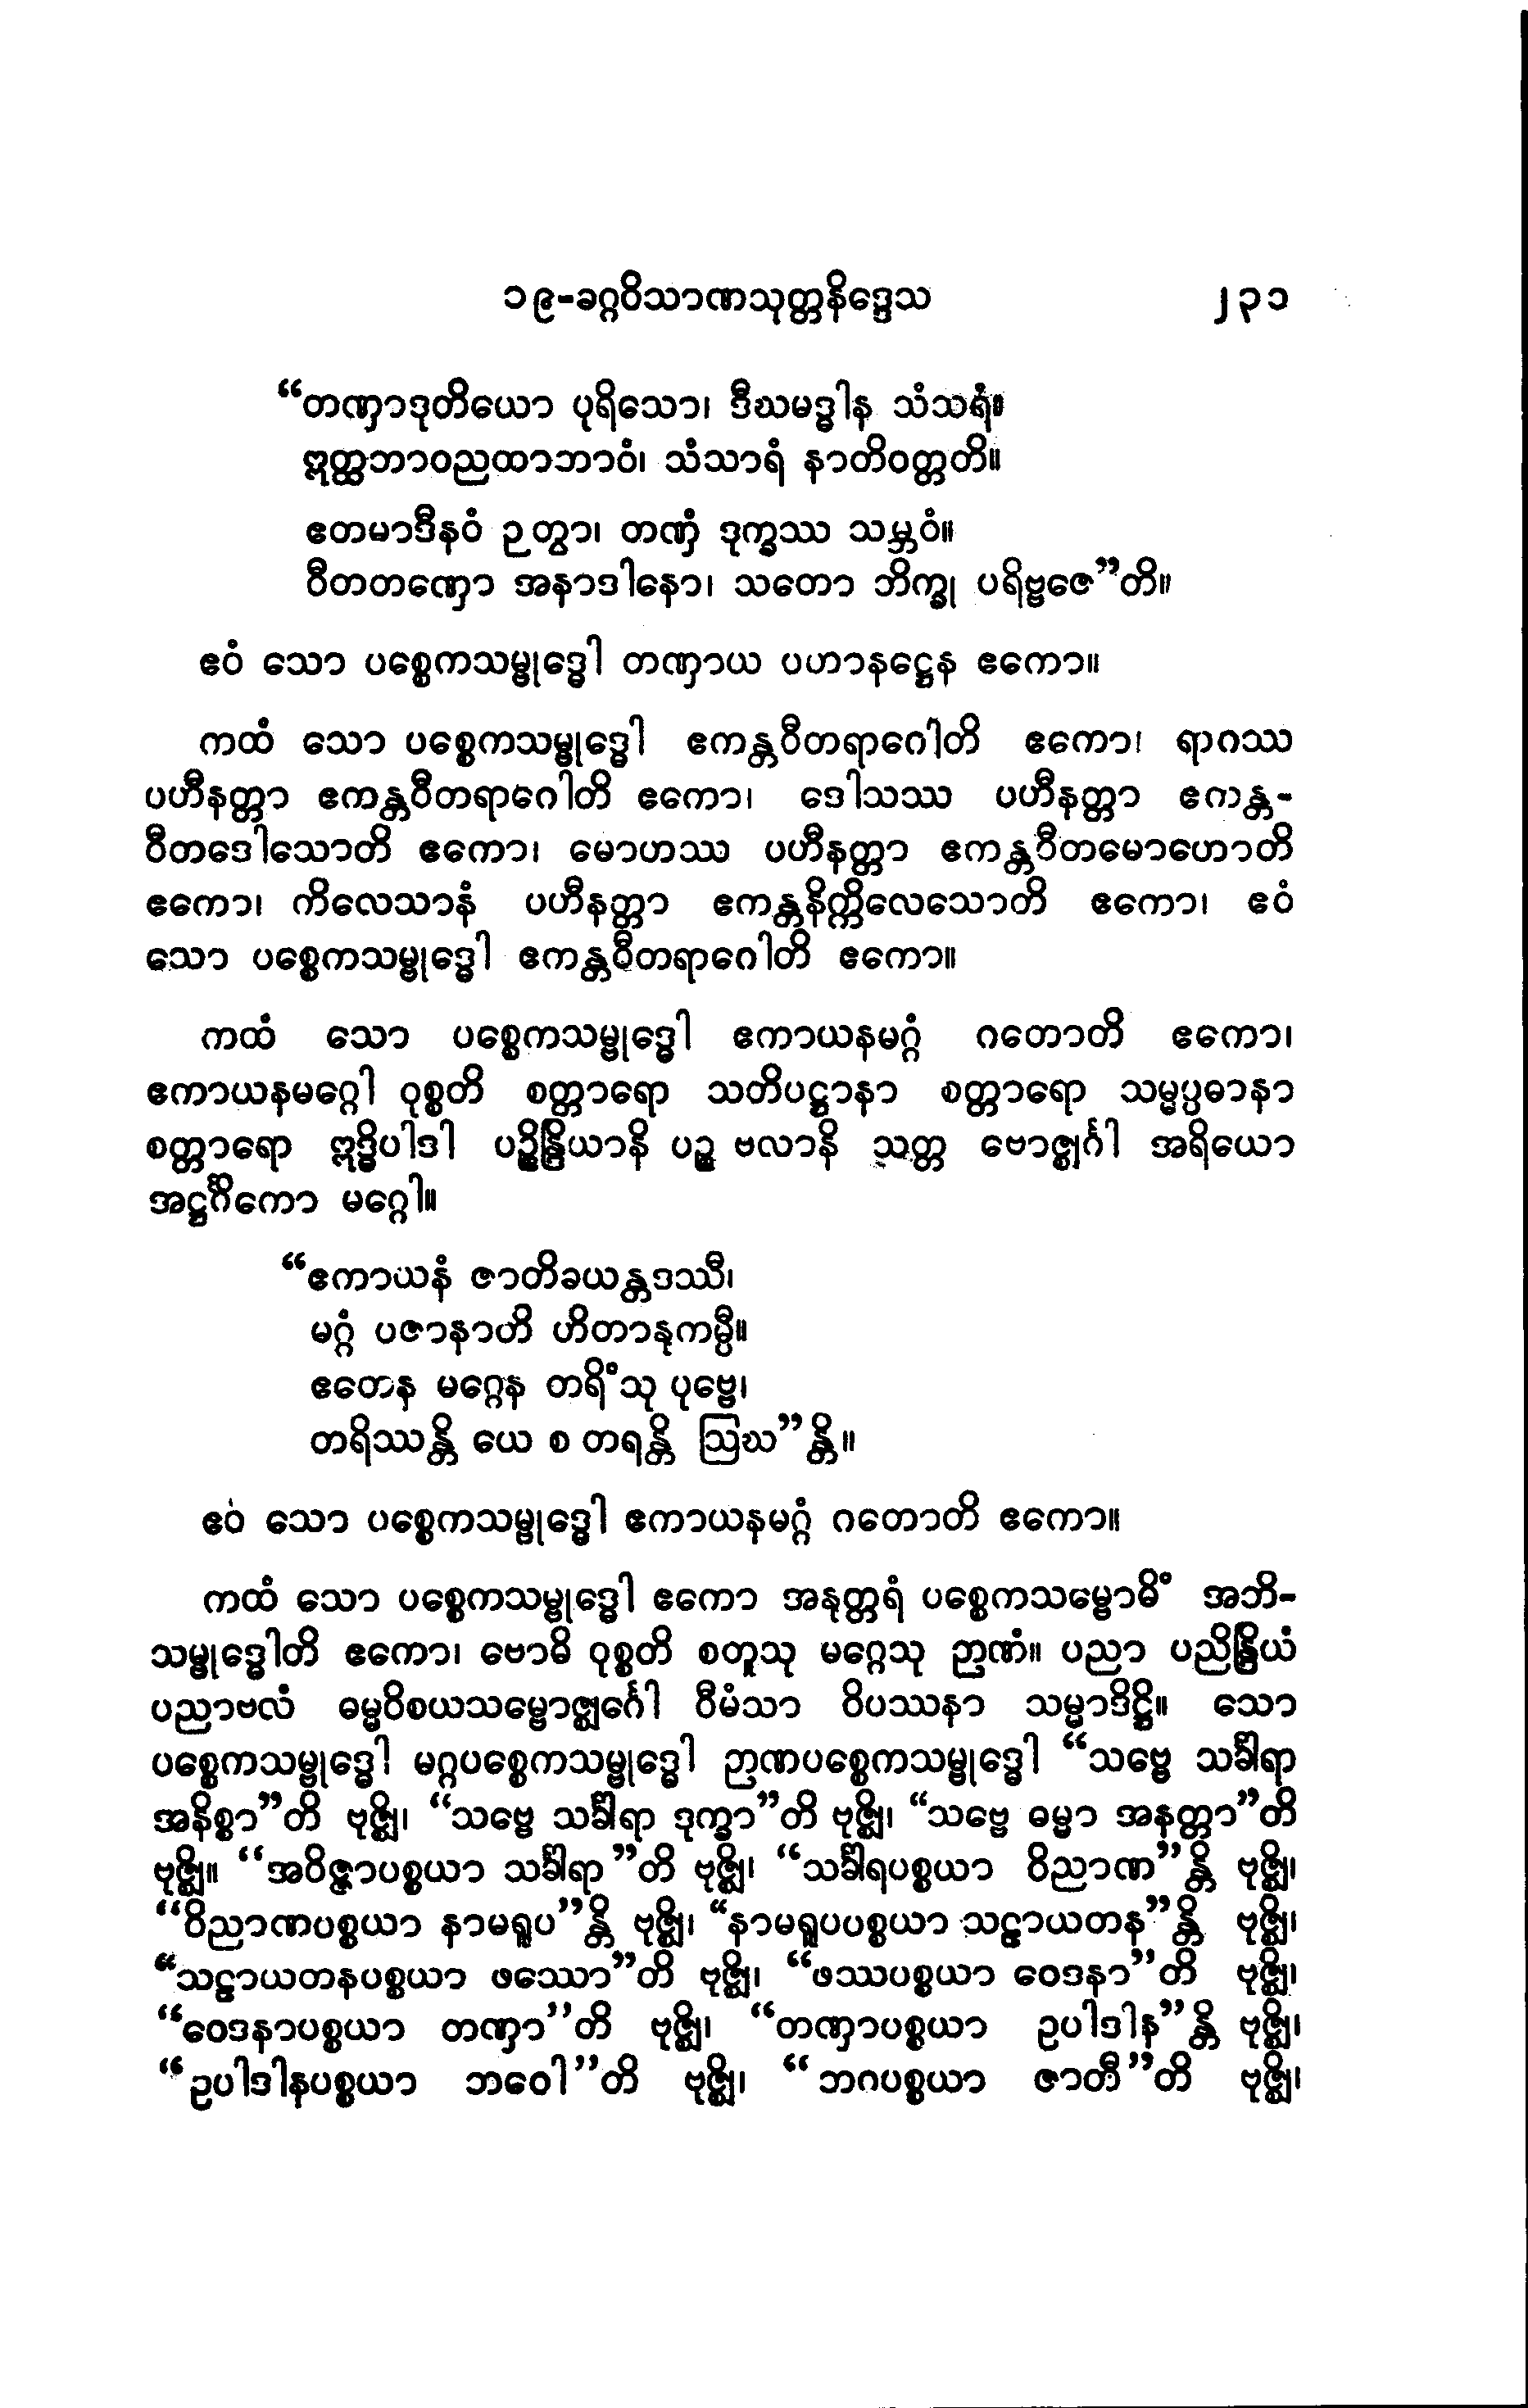 ၁၉-ခဂ္ဂဝိသာဏသုတ္တနိဒ္ဒေသ ၂၃၁
“တဏှာဒုတိယော ပုရိသော၊ ဒီဃမဒ္ဓါန သံသရံ။
ဣတ္ထဘာဝညထာဘာဝံ၊ သံသာရံ နာတိဝတ္တတိ။
ဧတမာဒီနဝံ ဉတွာ၊ တဏှံ ဒုက္ခဿ သမ္ဘဝံ။
ဝီတတဏှော အနာဒါနော၊ သတော ဘိက္ခု ပရိဗ္ဗဇေ”တိ။
ဧဝံ သော ပစ္စေကသမ္ဗုဒ္ဓေါ တဏှာယ ပဟာနဋ္ဌေန ဧကော။
ကထံ သော ပစ္စေကသမ္ဗုဒ္ဓေါ ဧကန္တဝီတရာဂေါတိ ဧကော၊ ရာဂဿ
ပဟီနတ္တာ ဧကန္တဝီတရာဂေါတိ ဧကော၊ ဒေါသဿ ပဟီနတ္တာ ဧကန္တ-
ဝီတဒေါသောတိ ဧကော၊ မောဟဿ ပဟီနတ္တာ ဧကန္တဝီတမောဟောတိ
ဧကော၊ ကိလေသာနံ ပဟီနတ္တာ ဧကန္တနိက္ကိလေသောတိ ဧကော၊ ဧဝံ
သော ပစ္စေကသမ္ဗုဒ္ဓေါ ဧကန္တဝီတရာဂေါတိ ဧကော။
ကထံ သော ပစ္စေကသမ္ဗုဒ္ဓေါ ဧကာယနမဂ္ဂံ ဂတောတိ ဧကော၊
ဧကာယနမဂ္ဂေါ ဝုစ္စတိ စတ္တာရော သတိပဋ္ဌာနာ စတ္တာရော သမ္မပ္ပဓာနာ
စတ္တာရော ဣဒ္ဓိပါဒါ ပဉ္စိန္ဒြိယာနိ ပဉ္စ ဗလာနိ သတ္တ ဗောဇ္ဈင်္ဂါ အရိယော
အဋ္ဌင်္ဂိကော မဂ္ဂေါ။
“ဧကာယနံ ဇာတိခယန္တဒဿီ၊
မဂ္ဂံ ပဇာနာတိ ဟိတာနုကမ္ပီ။
ဧတေန မဂ္ဂေန တရိံသု ပုဗ္ဗေ၊
တရိဿန္တိ ယေ စ တရန္တိ ဩဃ”န္တိ။
ဧဝံ သော ပစ္စေကသမ္ဗုဒ္ဓေါ ဧကာယနမဂ္ဂံ ဂတောတိ ဧကော။
ကထံ သော ပစ္စေကသမ္ဗုဒ္ဓေါ ဧကော အနုတ္တရံ ပစ္စေကသမ္ဗောဓိံ အဘိ-
သမ္ဗုဒ္ဓေါတိ ဧကော၊ ဗောဓိ ဝုစ္စတိ စတူသု မဂ္ဂေသု ဉာဏံ။ ပညာ ပညိန္ဒြိယံ
ပညာဗလံ ဓမ္မဝိစယသမ္ဗောဇ္ဈင်္ဂေါ ဝီမံသာ ဝိပဿနာ သမ္မာဒိဋ္ဌိ။ သော
ပစ္စေကသမ္ဗုဒ္ဓေါ မဂ္ဂပစ္စေကသမ္ဗုဒ္ဓေါ ဉာဏပစ္စေကသမ္ဗုဒ္ဓေါ “သဗ္ဗေ သင်္ခါရာ
အနိစ္စာ”တိ ဗုဇ္ဈိ၊ “သဗ္ဗေ သင်္ခါရာ ဒုက္ခာ”တိ ဗုဇ္ဈိ၊ “သဗ္ဗေ ဓမ္မာ အနတ္တာ”တိ
ဗုဇ္ဈိ။ “အဝိဇ္ဇာပစ္စယာ သင်္ခါရာ”တိ ဗုဇ္ဈိ၊ “သင်္ခါရပစ္စယာ ဝိညာဏ”န္တိ ဗုဇ္ဈိ၊
“ဝိညာဏပစ္စယာ နာမရူပ”န္တိ ဗုဇ္ဈိ၊ “နာမရူပပစ္စယာ သဠာယတန”န္တိ ဗုဇ္ဈိ၊
“သဠာယတနပစ္စယာ ဖဿော”တိ ဗုဇ္ဈိ၊ “ဖဿပစ္စယာ ဝေဒနာ”တိ ဗုဇ္ဈိ၊
“ဝေဒနာပစ္စယာ တဏှာ”တိ ဗုဇ္ဈိ၊ “တဏှာပစ္စယာ ဥပါဒါန”န္တိ ဗုဇ္ဈိ၊
“ဥပါဒါနပစ္စယာ ဘဝေါ”တိ ဗုဇ္ဈိ၊ “ဘဂပစ္စယာ ဇာတီ”တိ ဗုဇ္ဈိ၊